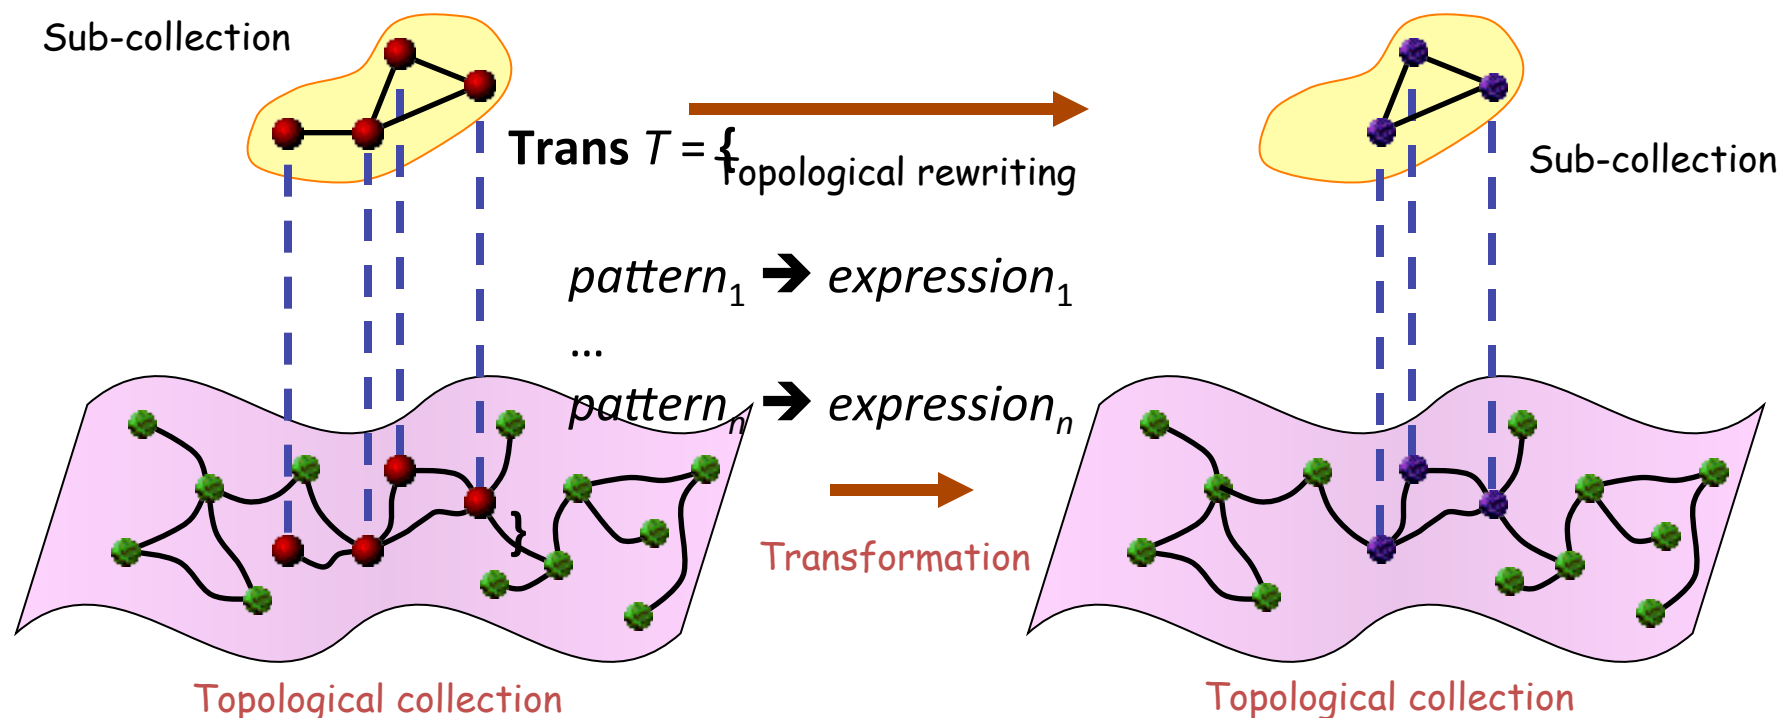 Sub-collection
Trans T = {
Topological rewriting
Sub-collection
pattern1 ➔ expression1
...
patternn ➔ expressionn
}
Transformation
Topological collection
Topological collection